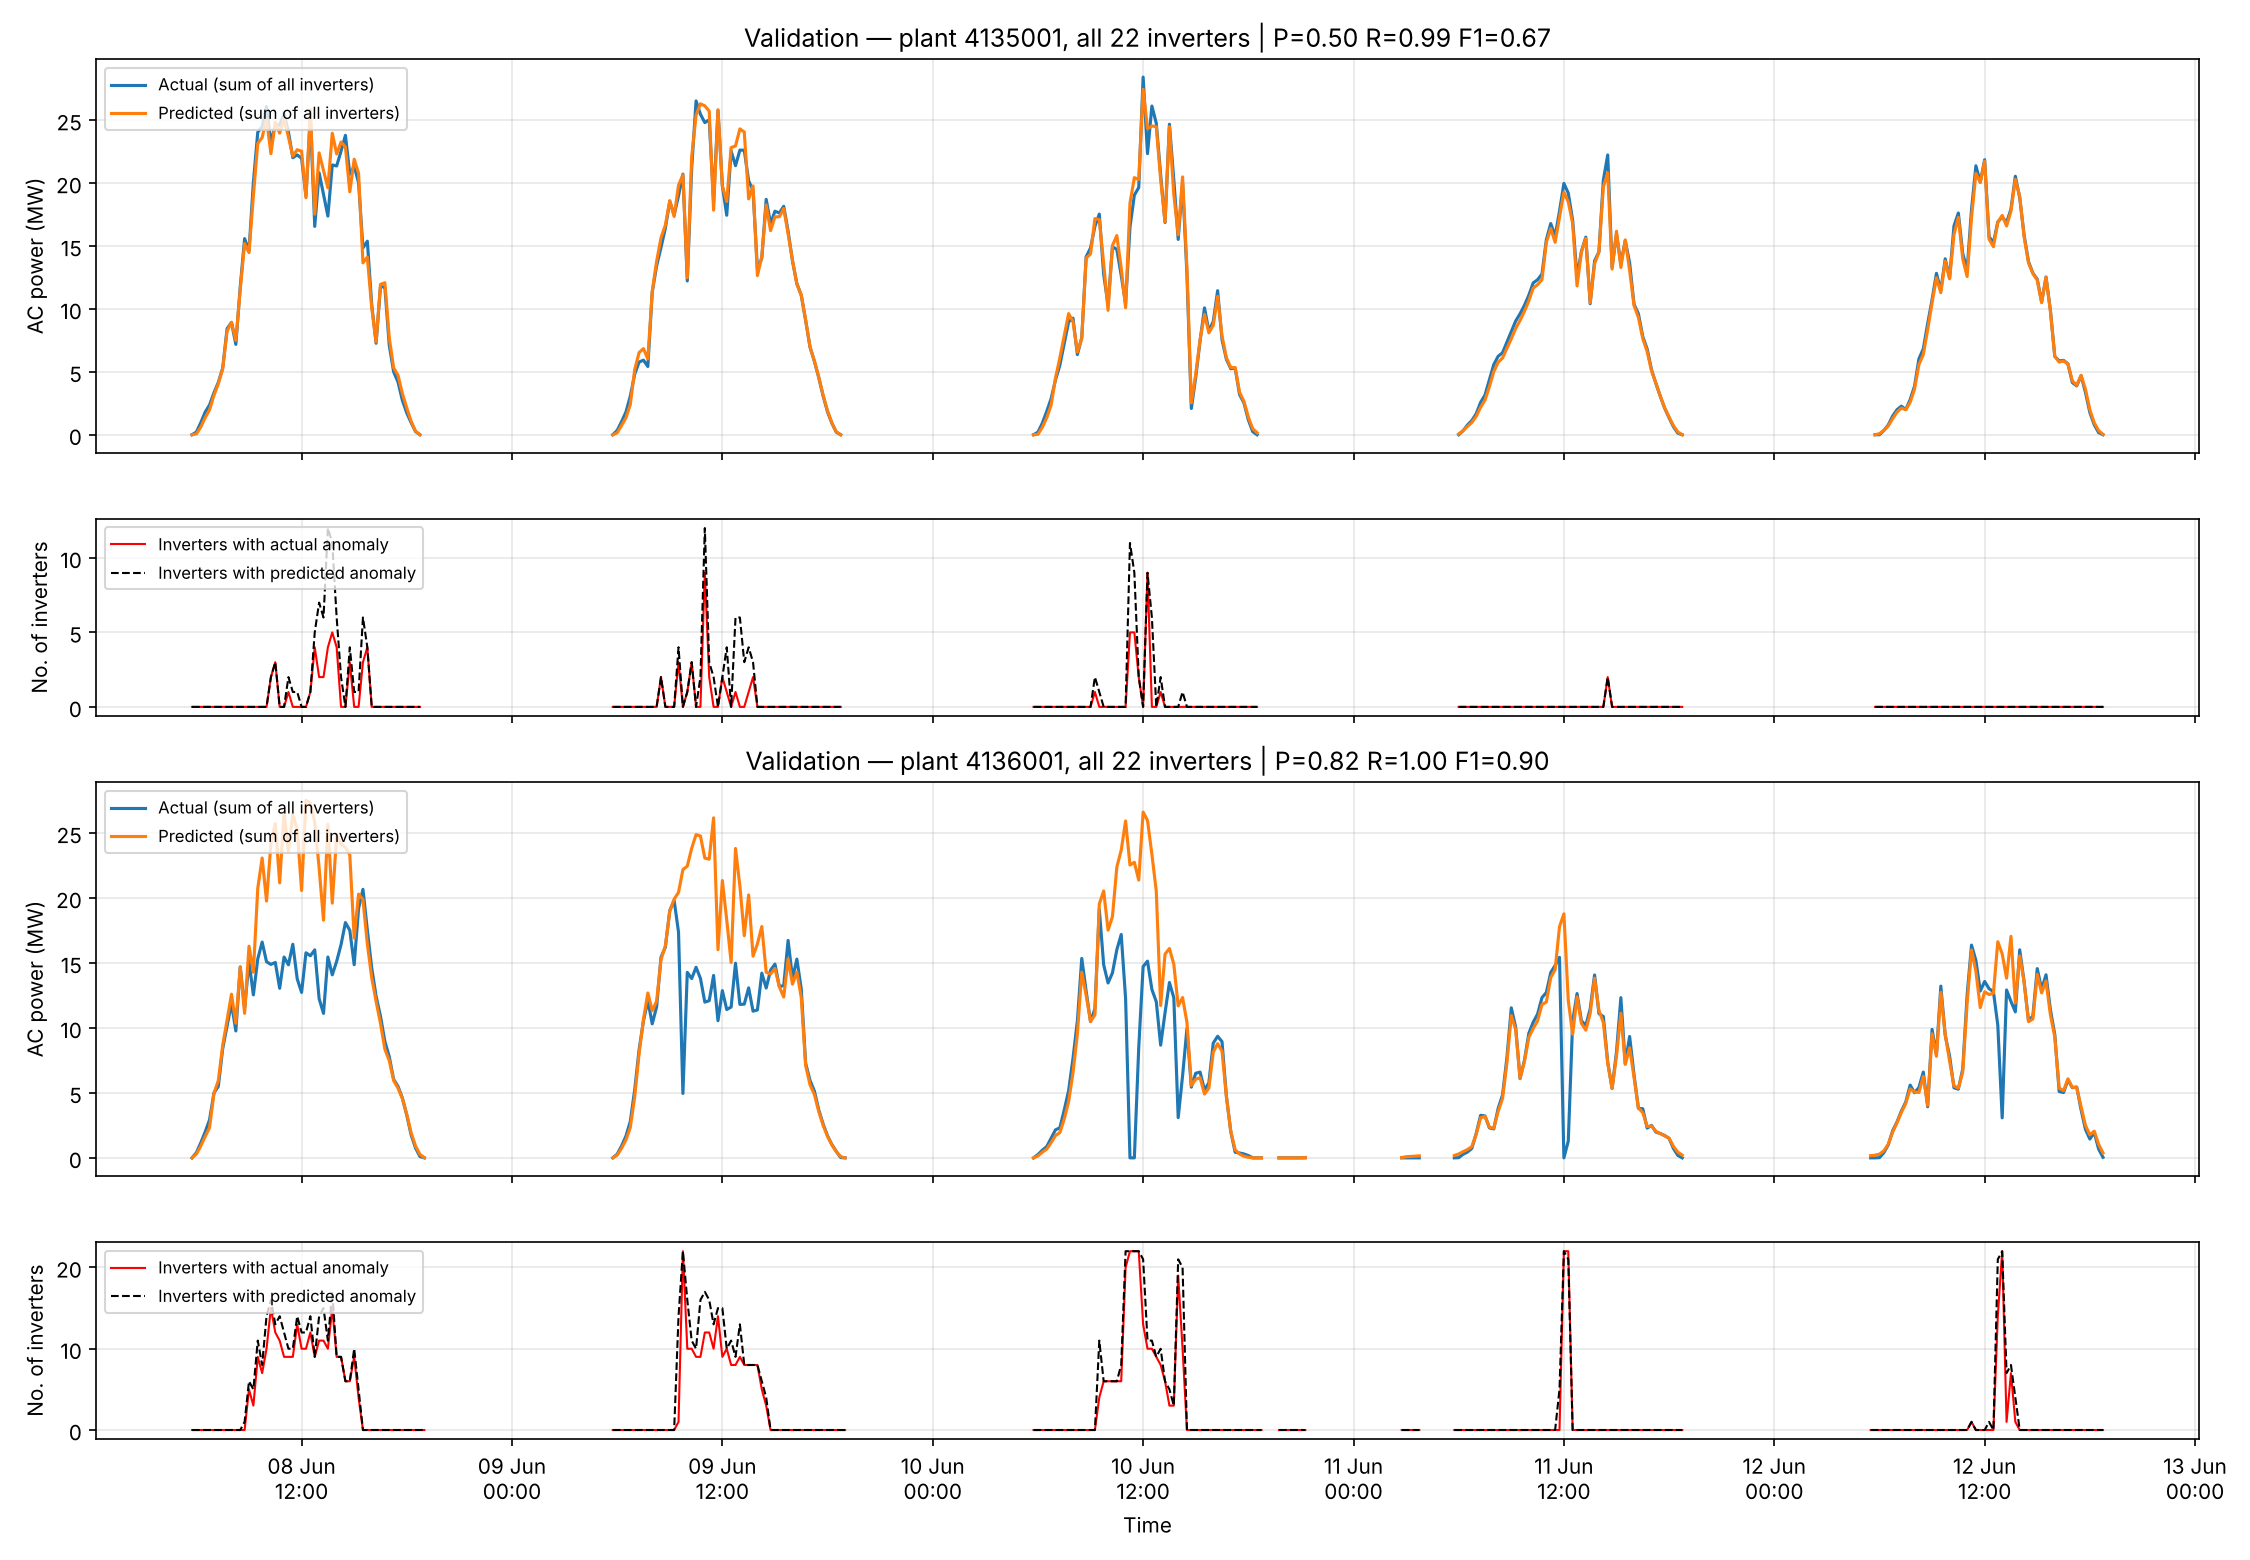 Validation — plant 4135001, all 22 inverters | P=0.50 R=0.99 F1=0.67
Actual (sum of all inverters)
Predicted (sum of all inverters)
AC power (MW)
25
20
15
10
5
0
Inverters with actual anomaly
Inverters with predicted anomaly
No. of inverters
10
5
0
Validation — plant 4136001, all 22 inverters | P=0.82 R=1.00 F1=0.90
Actual (sum of all inverters)
Predicted (sum of all inverters)
AC power (MW)
25
20
15
10
5
0
Inverters with actual anomaly
Inverters with predicted anomaly
No. of inverters
20
10
0
08 Jun 09 Jun 09 Jun 10 Jun 10 Jun 11 Jun 11 Jun 12 Jun 12 Jun 13 Jun
12:00 00:00 12:00 00:00 12:00 00:00 12:00 00:00 12:00 00:00
Time